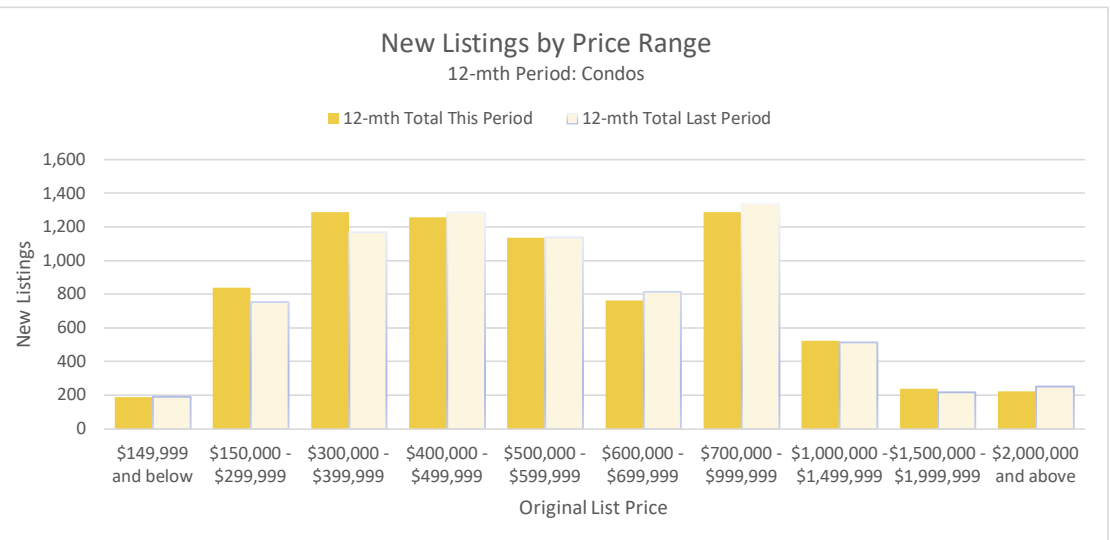 New Listings by Price Range
12-mth Period: Condos
12-mth Total This Period 12-mth Total Last Period
1,600
1,400
1,200
1,000
800
600
400
200
0
New Listings
$149,999 $150,000 - $300,000 - $400,000 - $500,000 - $600,000 - $700,000 - $1,000,000 - $1,500,000 - $2,000,000
and below $299,999 $399,999 $499,999 $599,999 $699,999 $999,999 $1,499,999 $1,999,999 and above
Original List Price